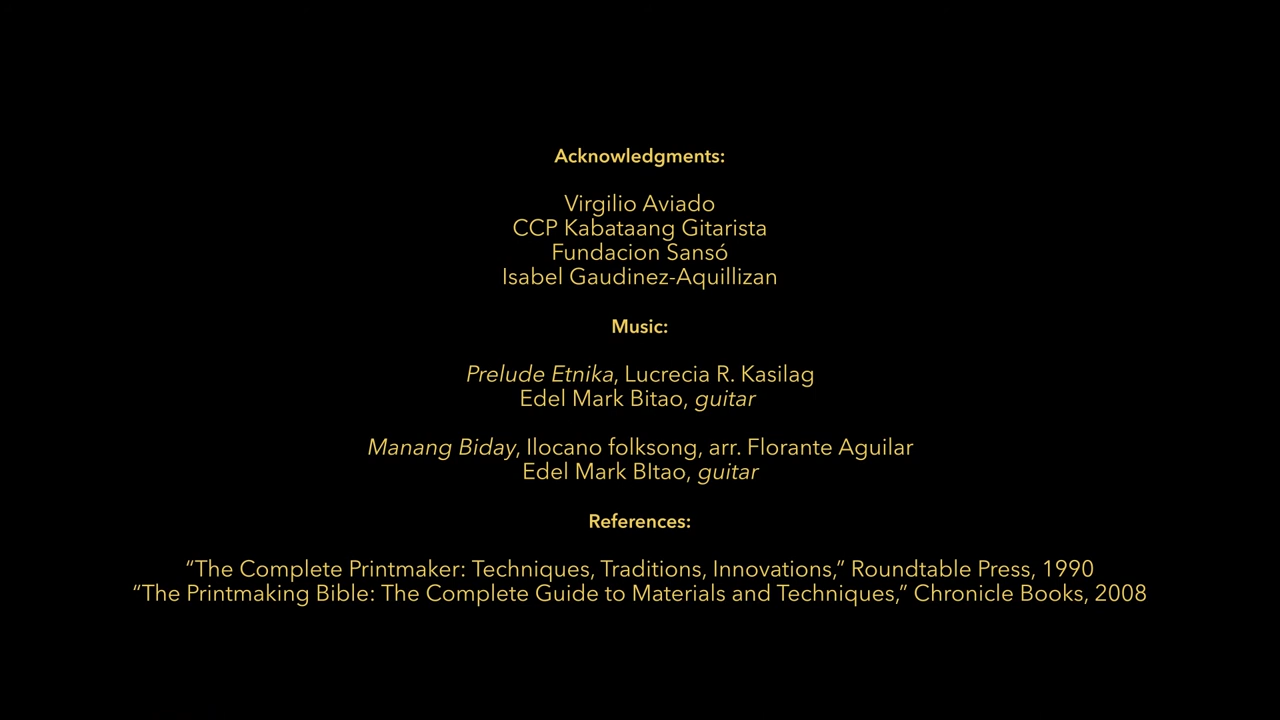 Acknowledgments:
Virgilio Aviado
CCP Kabataang Gitarista
Fundacion Sansó
Isabel Gaudinez-Aquillizan
Music:
Prelude Etnika, Lucrecia R. Kasilag
Edel Mark Bitao, guitar
Manang Biday, Ilocano folksong, arr. Florante Aguilar
Edel Mark BItao, guitar
References:
“The Complete Printmaker: Techniques, Traditions, Innovations,” Roundtable Press, 1990
“The Printmaking Bible: The Complete Guide to Materials and Techniques,” Chronicle Books, 2008